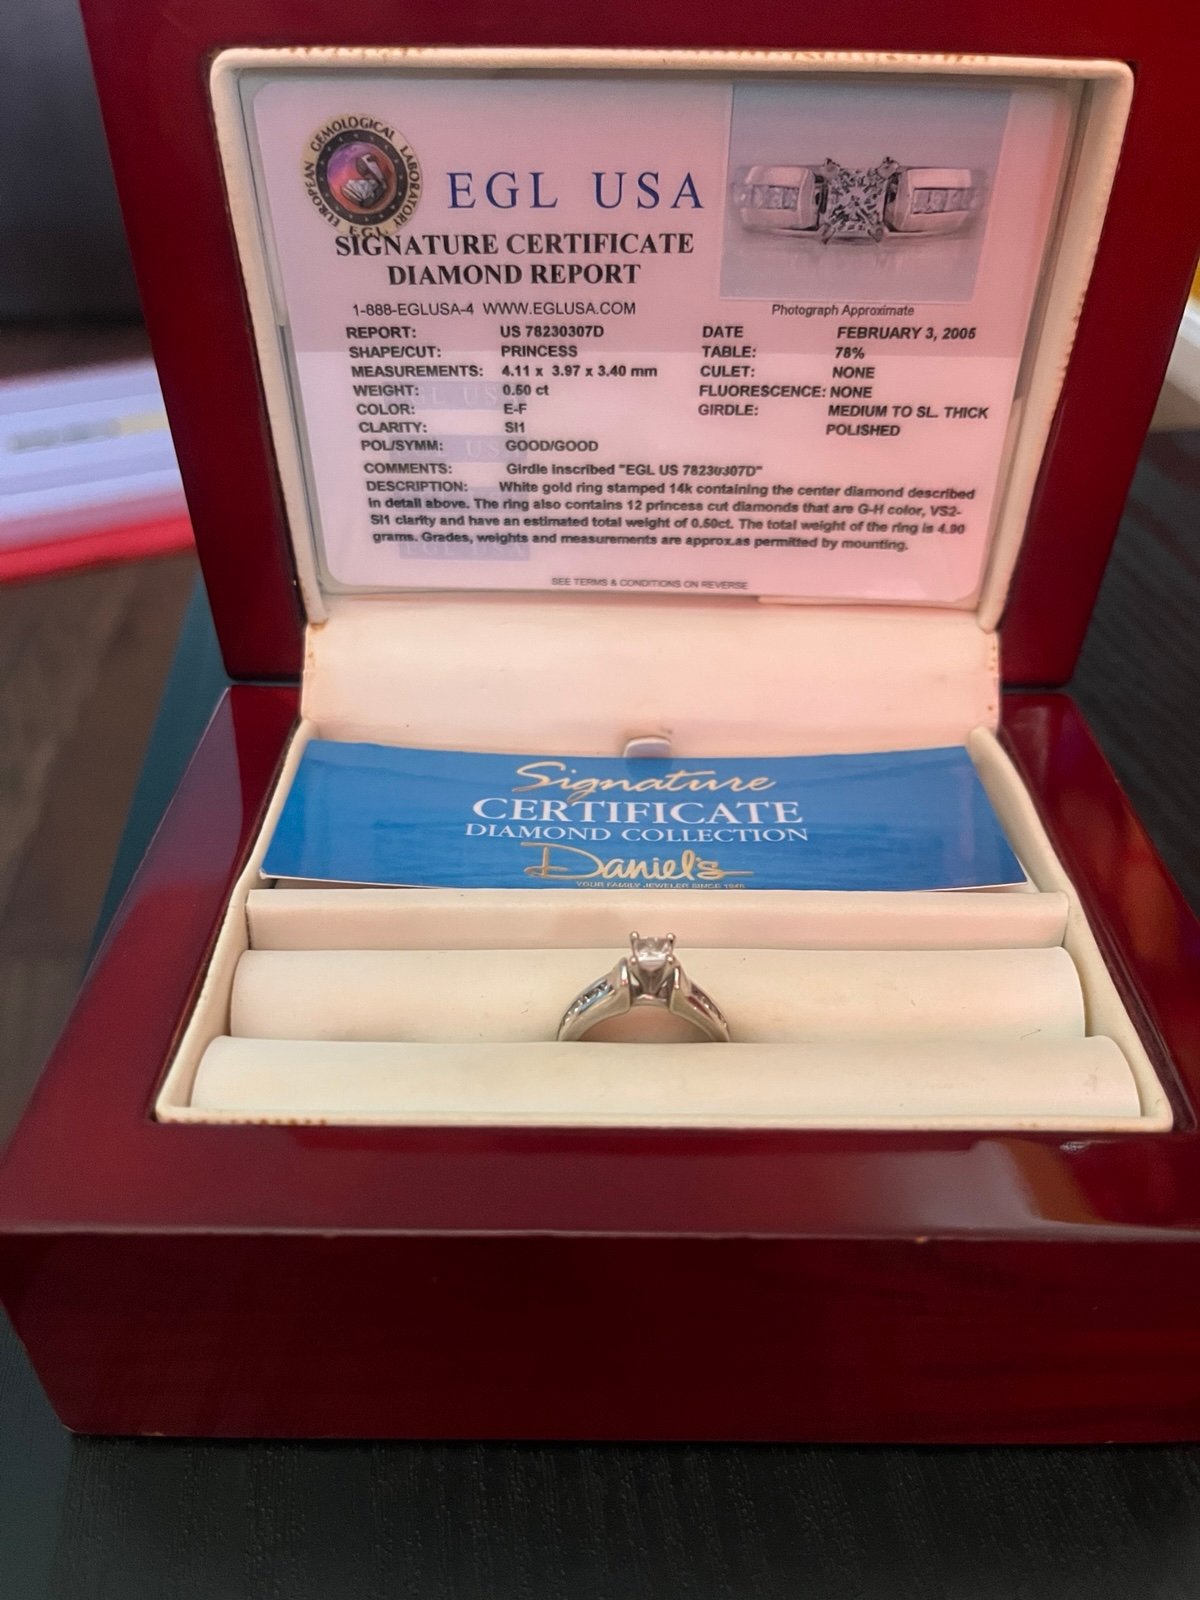 EUROPEAN GEMOLOGICAL LABORATORY
EGL
EGL USA
SIGNATURE CERTIFICATE
DIAMOND REPORT
1-888-EGLUSA-4 WWW.EGLUSA.COM
Photograph Approximate
REPORT: US 78230307D DATE FEBRUARY 3, 2005
SHAPE/CUT: PRINCESS TABLE: 78%
MEASUREMENTS: 4.11 x 3.97 x 3.40 mm CULET: NONE
WEIGHT: 0.50 ct FLUORESCENCE: NONE
COLOR: E-F GIRDLE: MEDIUM TO SL. THICK
CLARITY: SI1 POLISHED
POL/SYMM: GOOD/GOOD
COMMENTS: Girdle inscribed "EGL US 78230307D"
DESCRIPTION: White gold ring stamped 14k containing the center diamond described
in detail above. The ring also contains 12 princess cut diamonds that are G-H color, VS2-
SI1 clarity and have an estimated total weight of 0.50ct. The total weight of the ring is 4.90
grams. Grades, weights and measurements are approx.as permitted by mounting.
EGL USA
SEE TERMS & CONDITIONS ON REVERSE
Signature
CERTIFICATE
DIAMOND COLLECTION
Daniel's
YOUR FAMILY JEWELER SINCE 1948